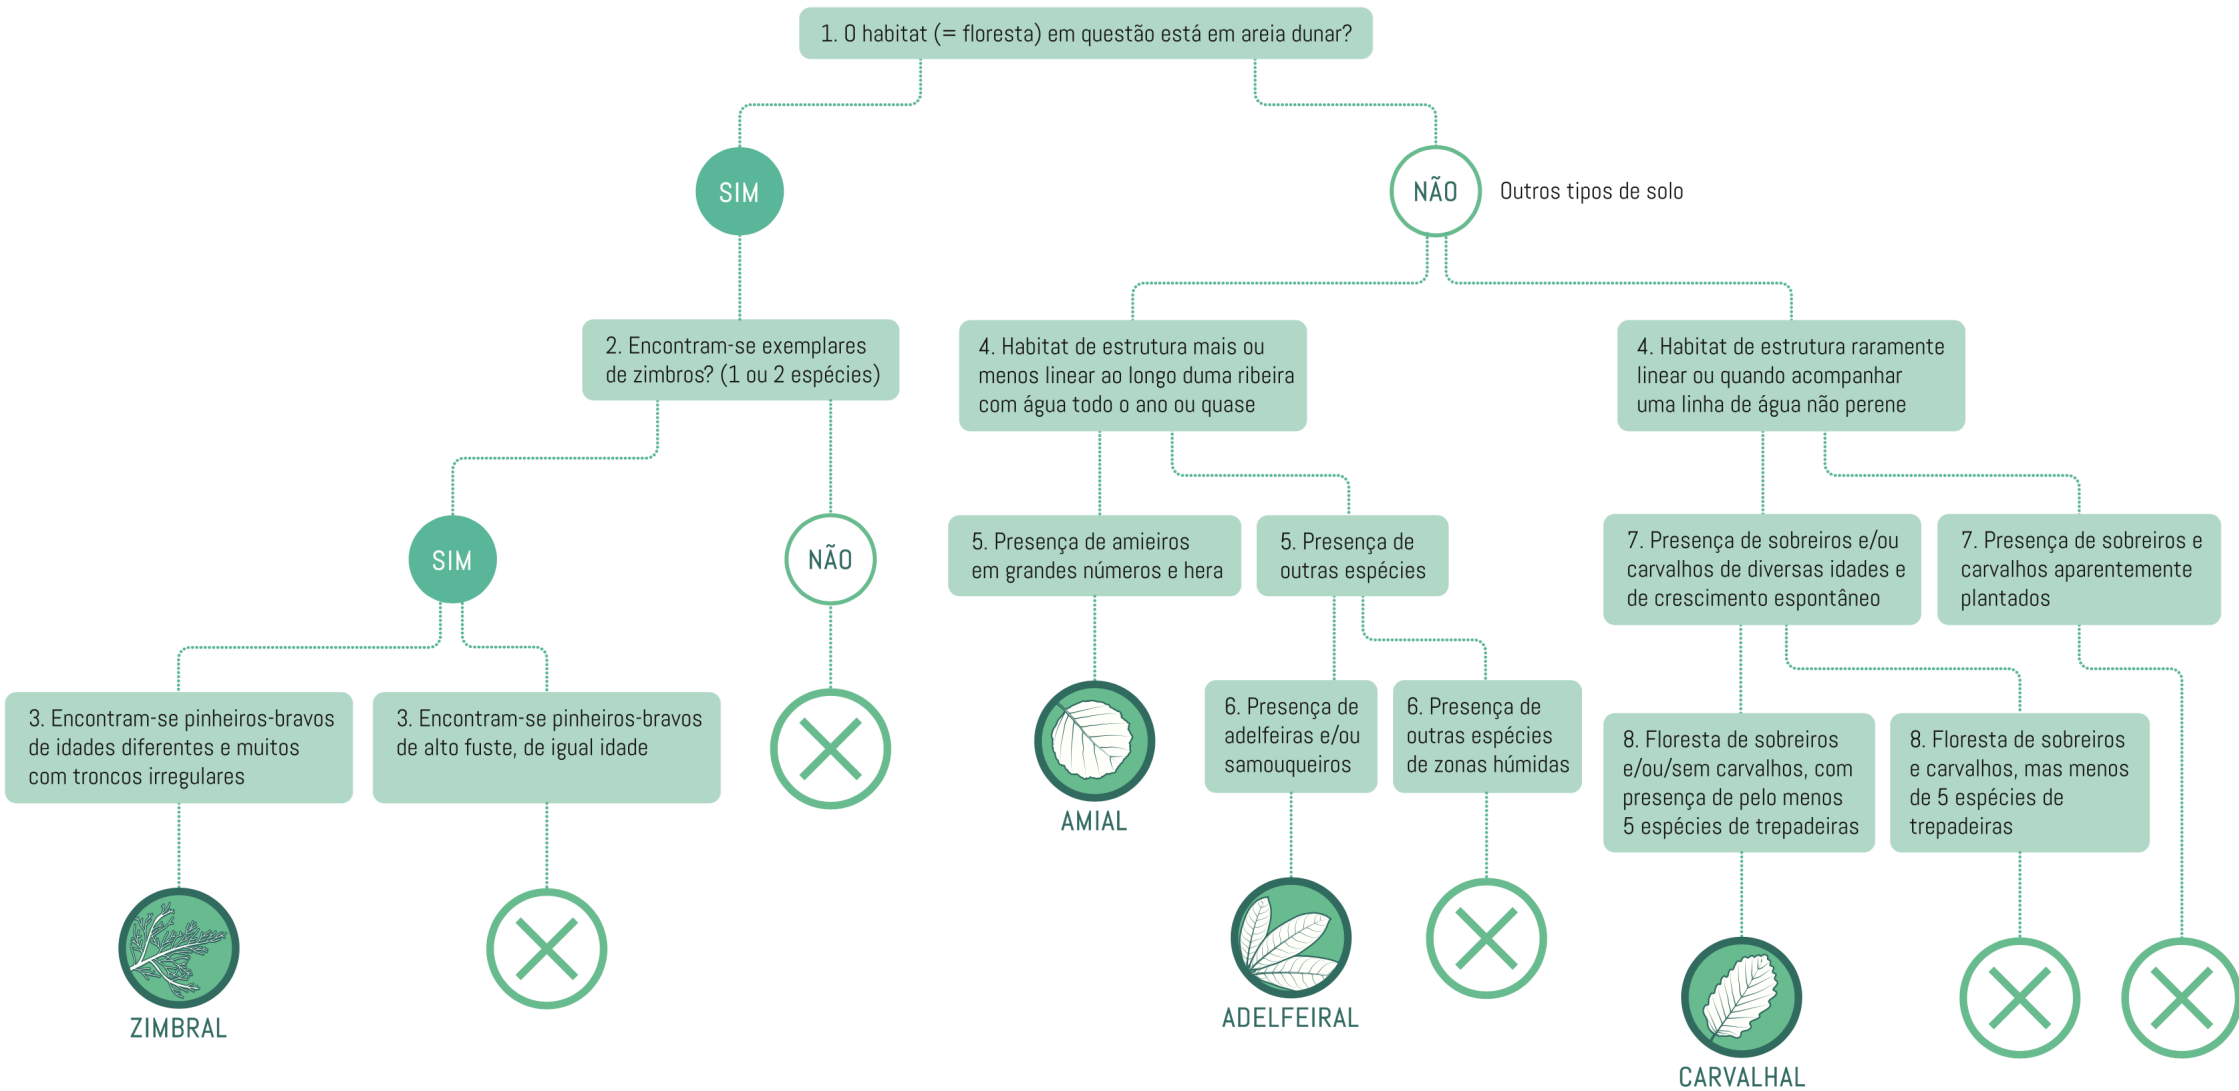 1. O habitat (= floresta) em questão está em areia dunar?
SIM
NÃO
Outros tipos de solo
2. Encontram-se exemplares
de zimbros? (1 ou 2 espécies)
4. Habitat de estrutura mais ou
menos linear ao longo duma ribeira
com água todo o ano ou quase
4. Habitat de estrutura raramente
linear ou quando acompanhar
uma linha de água não perene
SIM
NÃO
5. Presença de amieiros
em grandes números e hera
5. Presença de
outras espécies
7. Presença de sobreiros e/ou
carvalhos de diversas idades e
de crescimento espontâneo
7. Presença de sobreiros e
carvalhos aparentemente
plantados
3. Encontram-se pinheiros-bravos
de idades diferentes e muitos
com troncos irregulares
3. Encontram-se pinheiros-bravos
de alto fuste, de igual idade
6. Presença de
adelfeiras e/ou
samouqueiros
6. Presença de
outras espécies
de zonas húmidas
8. Floresta de sobreiros
e/ou/sem carvalhos, com
presença de pelo menos
5 espécies de trepadeiras
8. Floresta de sobreiros
e carvalhos, mas menos
de 5 espécies de
trepadeiras
AMIAL
ZIMBRAL
ADELFEIRAL
CARVALHAL